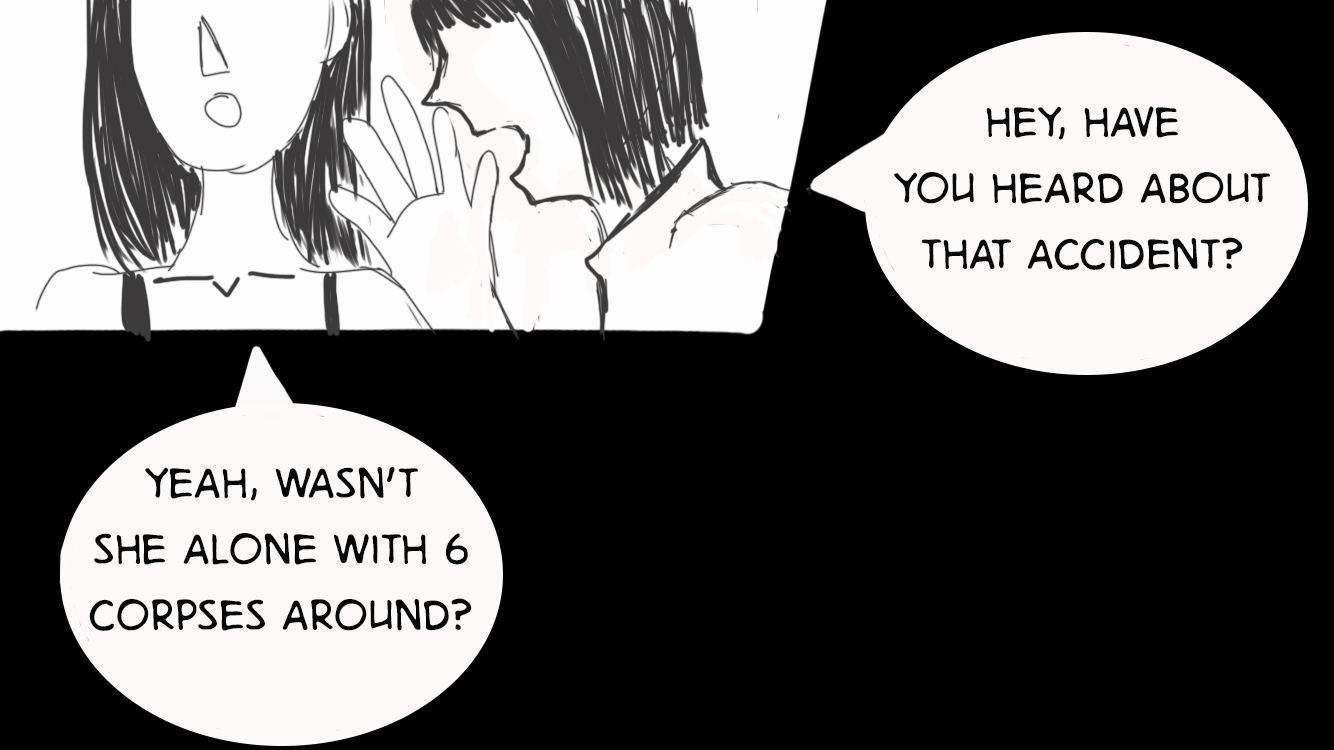 HEY, HAVE
YOU HEARD ABOUT
THAT ACCIDENT?
YEAH, WASN'T
SHE ALONE WITH 6
CORPSES AROUND?